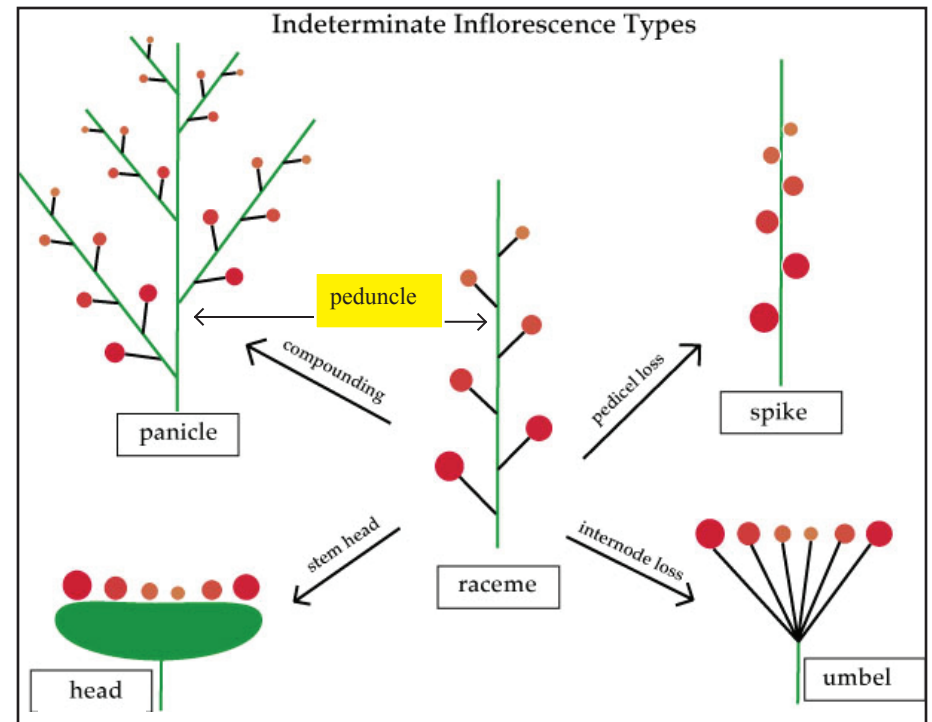 Indeterminate Inflorescence Types
peduncle
compounding
pedicel loss
panicle
spike
stem head
internode loss
raceme
head
umbel